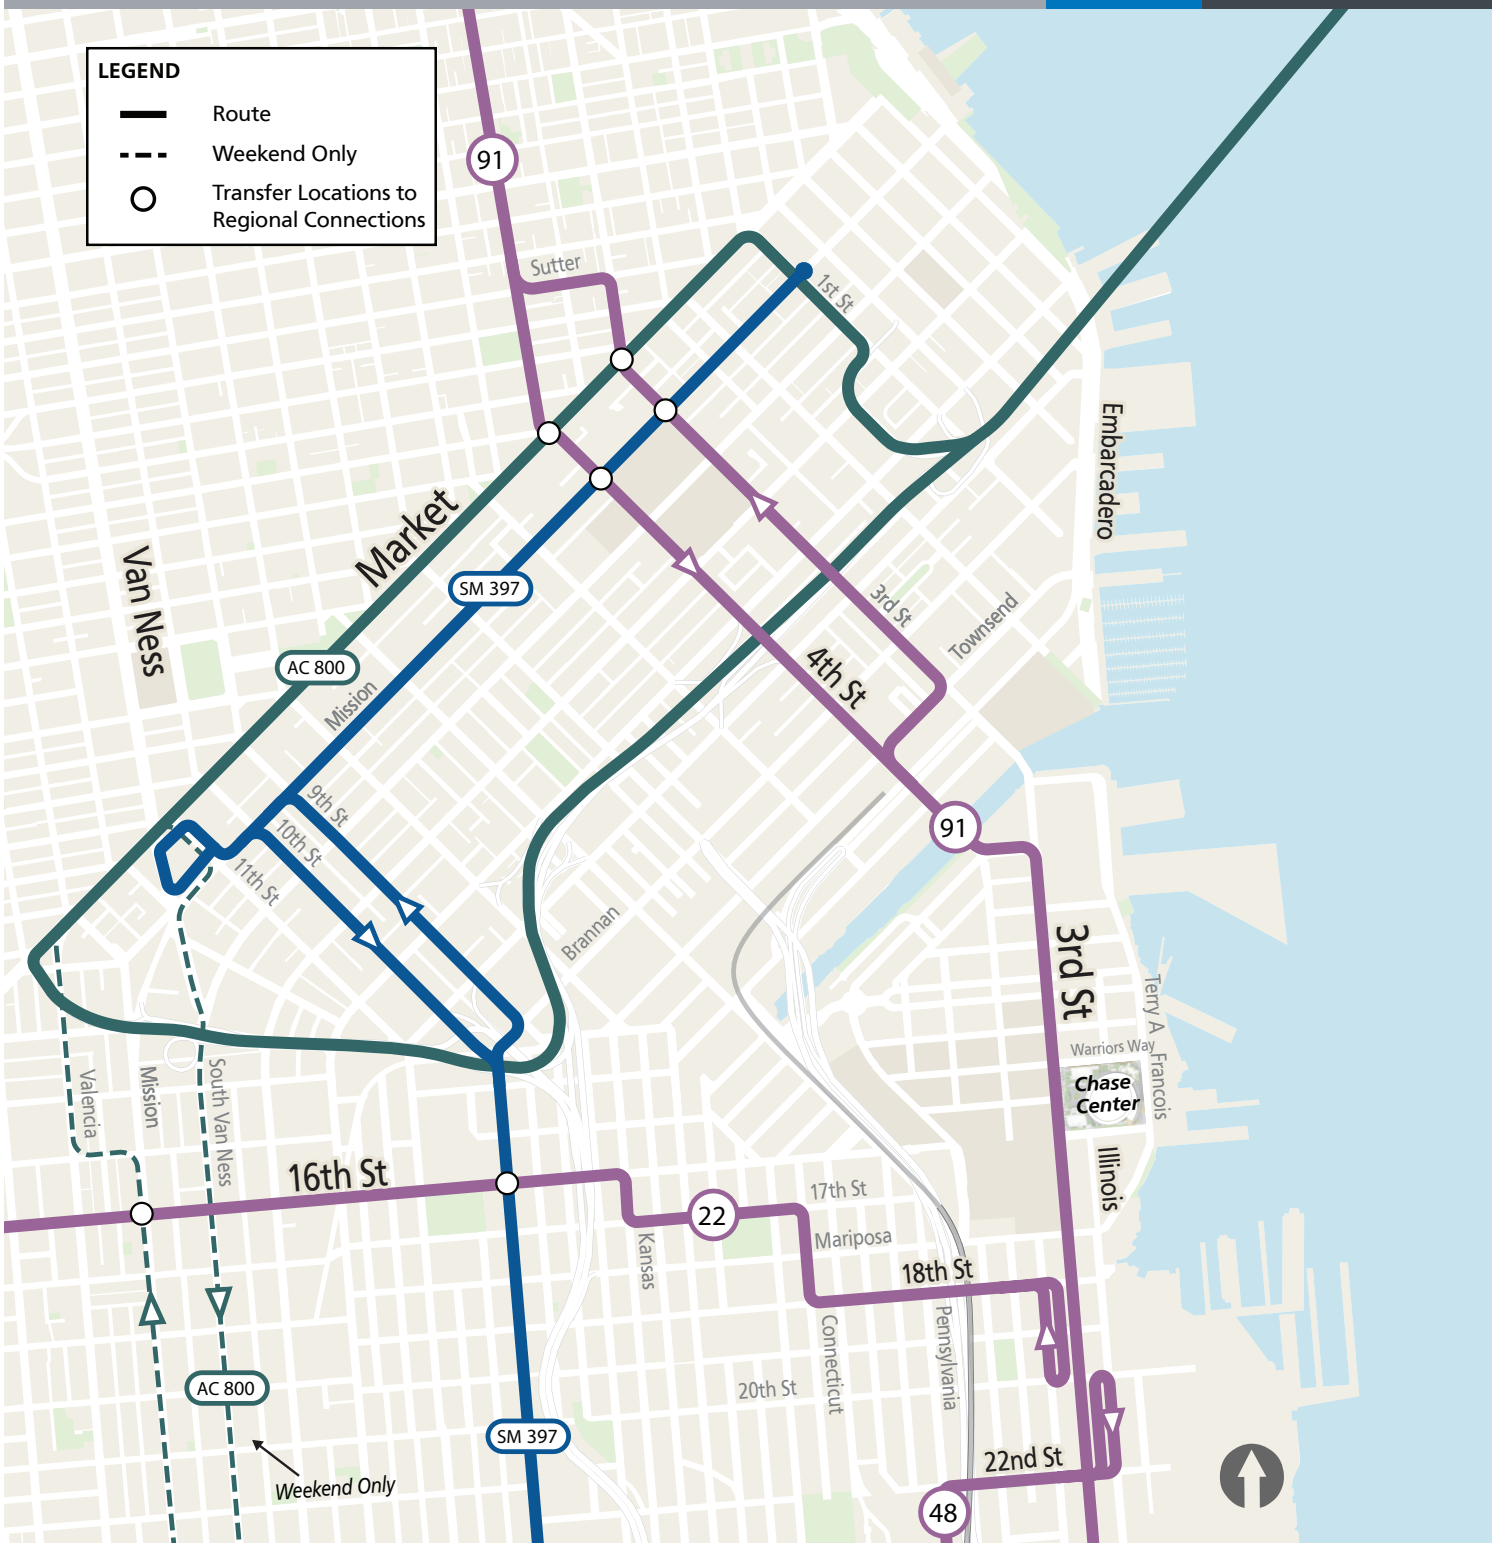 LEGEND
Route
Weekend Only
Transfer Locations to
Regional Connections
91
Sutter
1st St
Embarcadero
Market
Van Ness
SM 397
3rd St
Townsend
4th St
AC 800
Mission
9th St
10th St
11th St
91
Brannan
3rd St
Terry A
Francois
Warriors Way
Chase
Center
Valencia
Mission
South Van Ness
16th St
Illinois
17th St
22
Mariposa
Kansas
18th St
Connecticut
Pennsylvania
20th St
AC 800
SM 397
22nd St
Weekend Only
48